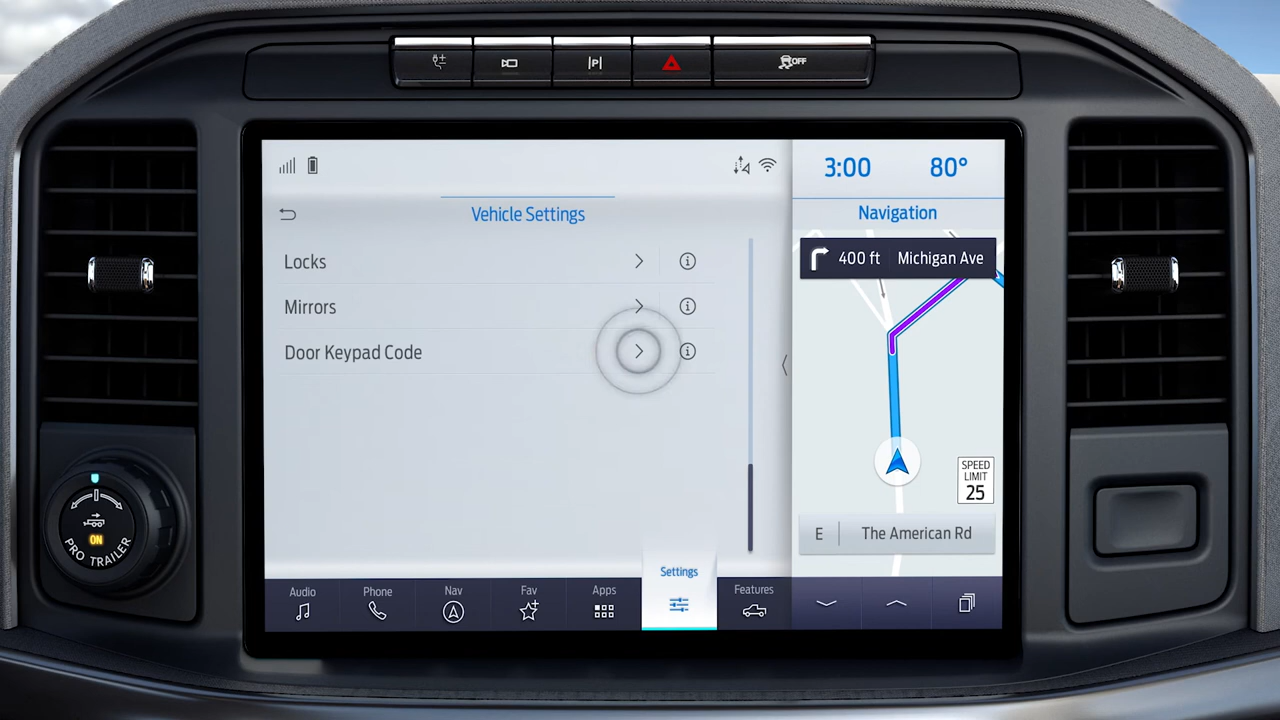 |P|
OFF
3:00 80°
Vehicle Settings
Navigation
400 ft Michigan Ave
Locks
Mirrors
Door Keypad Code
SPEED
LIMIT
25
E The American Rd
ON
PRO TRAILER
Settings
Audio Phone Nav Fav Apps Features